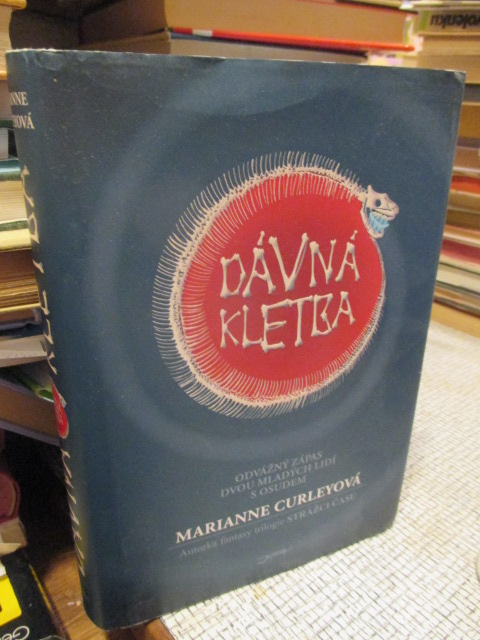 DÁVNÁ
KLETBA
ODVÁŽNÝ ZÁPAS
DVOU MLADÝCH LIDÍ
S OSUDEM
MARIANNE CURLEYOVÁ
Autorka fantasy trilogie STRÁŽCI ČASU